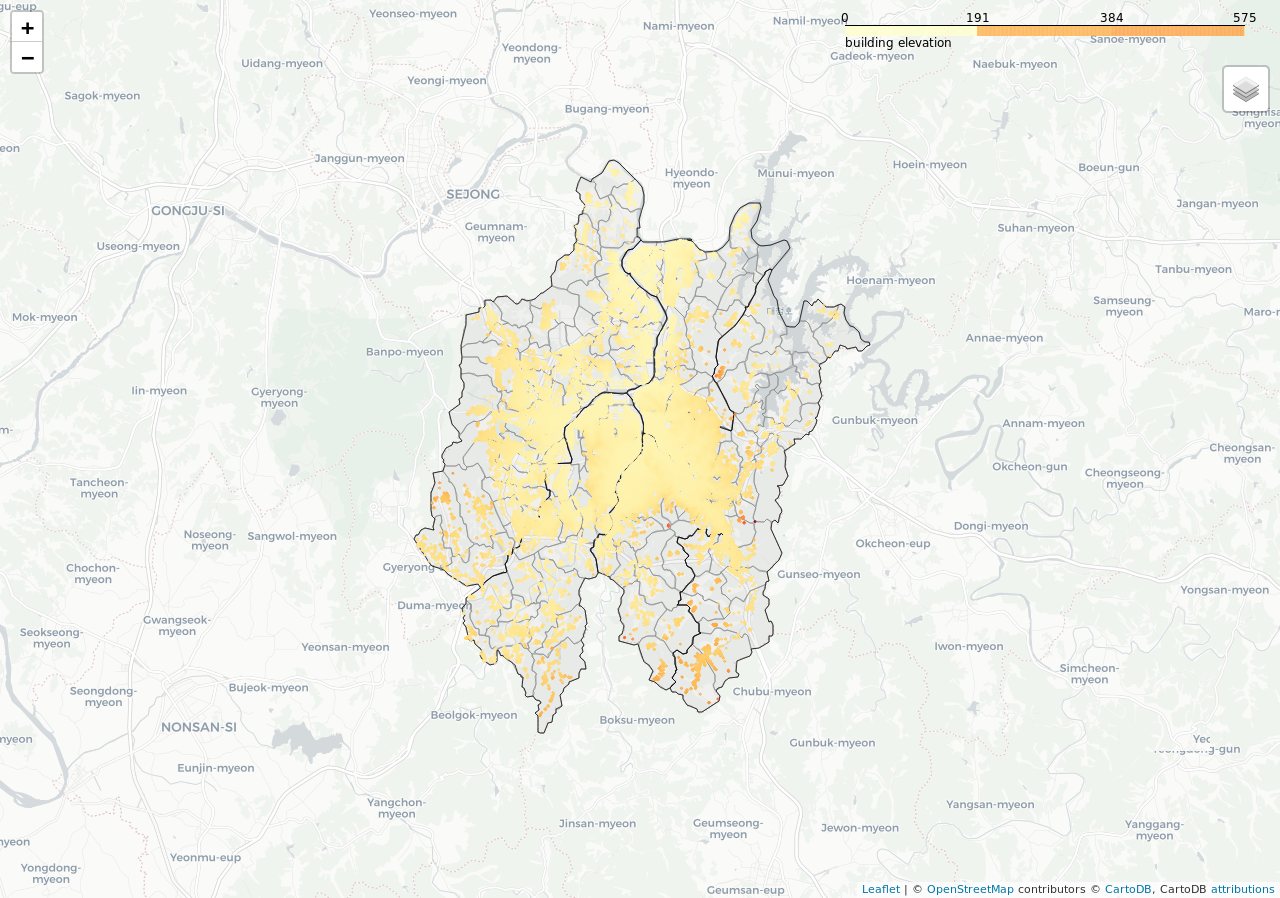 gu-eup
Yeonseo-myeon
Nami-myeon
Namil-myeon
0
191
384
575
building elevation
+
−
Yeondong-
myeon
Gadeok-myeon
Sanoe-myeon
Uidang-myeon
Naebuk-myeon
Yeongi-myeon
Sagok-myeon
Bugang-myeon
Songnisan-
myeon
eon
Janggun-myeon
Hyeondo-
myeon
Munui-myeon
Hoein-myeon
Boeun-gun
SEJONG
GONGJU-SI
Jangan-myeon
Geumnam-
myeon
Suhan-myeon
Useong-myeon
Tanbu-myeon
Hoenam-myeon
Samseung-
myeon
Mok-myeon
Maro-m
Annae-myeon
Banpo-myeon
Iin-myeon
Gyeryong-
myeon
Gunbuk-myeon
Annam-myeon
m-
Cheongsan-
myeon
Okcheon-gun
Cheongseong-
myeon
Tancheon-
myeon
Noseong-
myeon
Sangwol-myeon
Dongi-myeon
Okcheon-eup
Chochon-
myeon
Gyeryong
Gunseo-myeon
Yongsan-myeon
Duma-myeon
Gwangseok-
myeon
Seokseong-
myeon
Yeonsan-myeon
Iwon-myeon
Simcheon-
myeon
Seongdong-
myeon
Bujeok-myeon
Chubu-myeon
Beolgok-myeon
Boksu-myeon
NONSAN-SI
myeon
Gunbuk-myeon
Eunjin-myeon
Yangchon-
myeon
Yangsan-myeon
Jinsan-myeon
Geumseong-
myeon
Jewon-myeon
Yanggang-
myeon
yeon
Yeonmu-eup
Yongdong-
myeon
Geumsan-eup
Leaflet | © OpenStreetMap contributors © CartoDB, CartoDB attributions